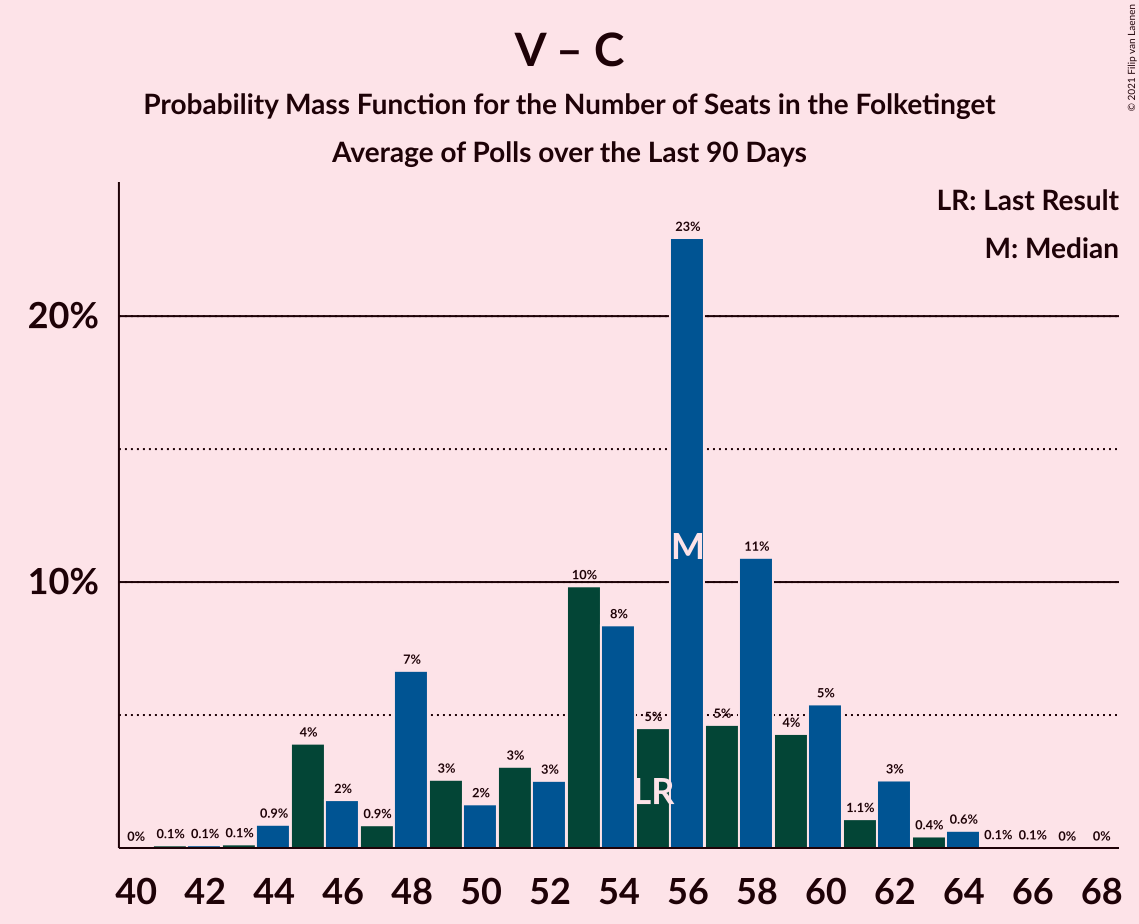 © 2021 Filip van Laenen
V – C
Probability Mass Function for the Number of Seats in the Folketinget
Average of Polls over the Last 90 Days
LR: Last Result
M: Median
20%
10%
0% 0.1% 0.1% 0.1% 0.9% 4% 2% 0.9% 7% 3% 2% 3% 3% 10% 8% 5% 23% 5% 11% 4% 5% 1.1% 3% 0.4% 0.6% 0.1% 0.1% 0% 0%
M
LR
40 42 44 46 48 50 52 54 56 58 60 62 64 66 68